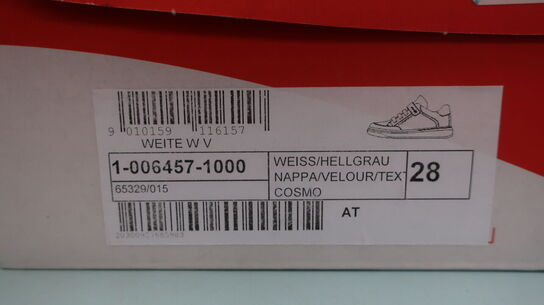 9 010159 116157
WEITE W V
1-006457-1000
65329/015
WEISS/HELLGRAU
NAPPA/VELOUR/TEXT
COSMO
28
AT